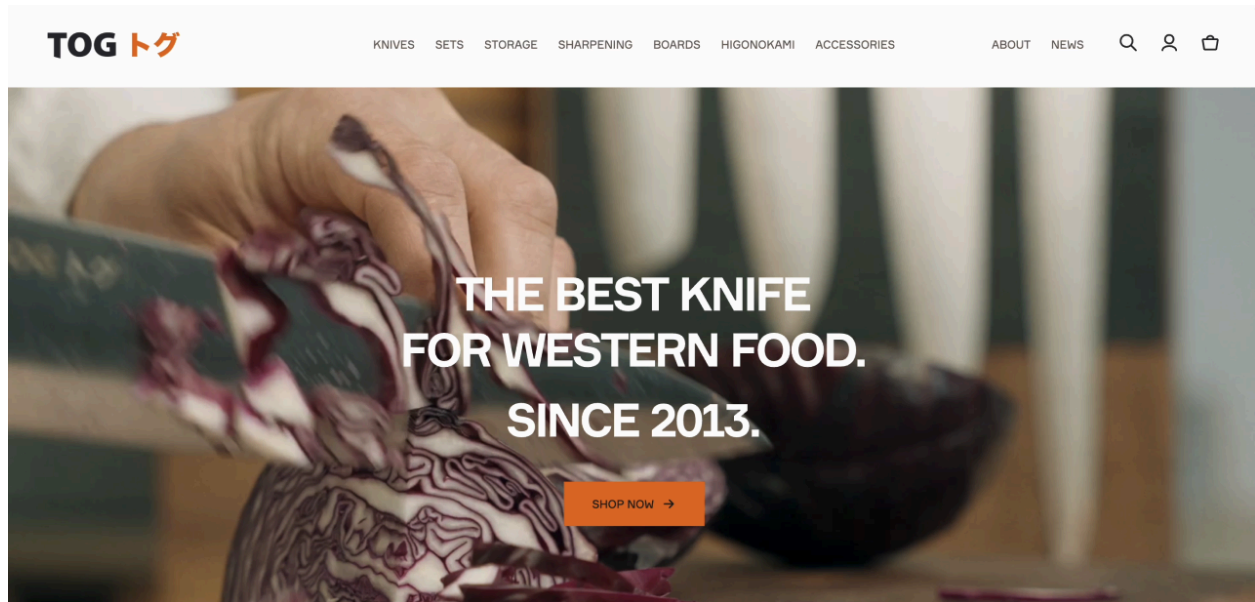 TOG トグ
KNIVES SETS STORAGE SHARPENING BOARDS HIGONOKAMI ACCESSORIES ABOUT NEWS
THE BEST KNIFE
FOR WESTERN FOOD.
SINCE 2013.
SHOP NOW →